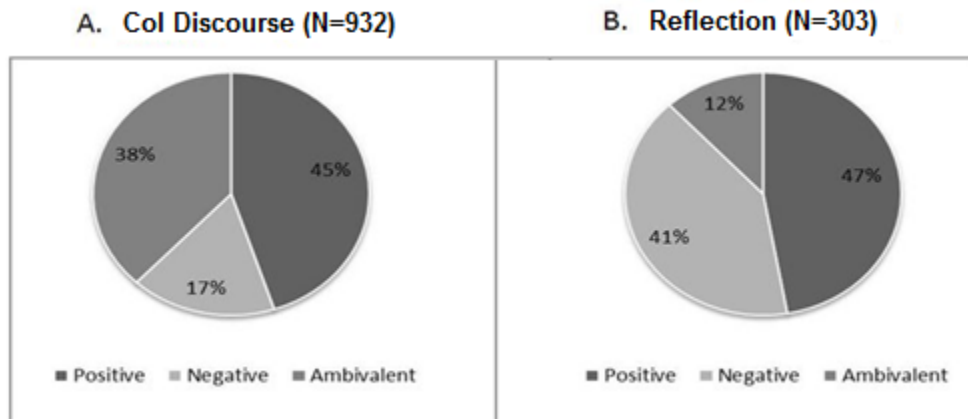 A. CoI Discourse (N=932)
38%
45%
17%
Positive Negative Ambivalent
B. Reflection (N=303)
12%
47%
41%
Positive Negative Ambivalent